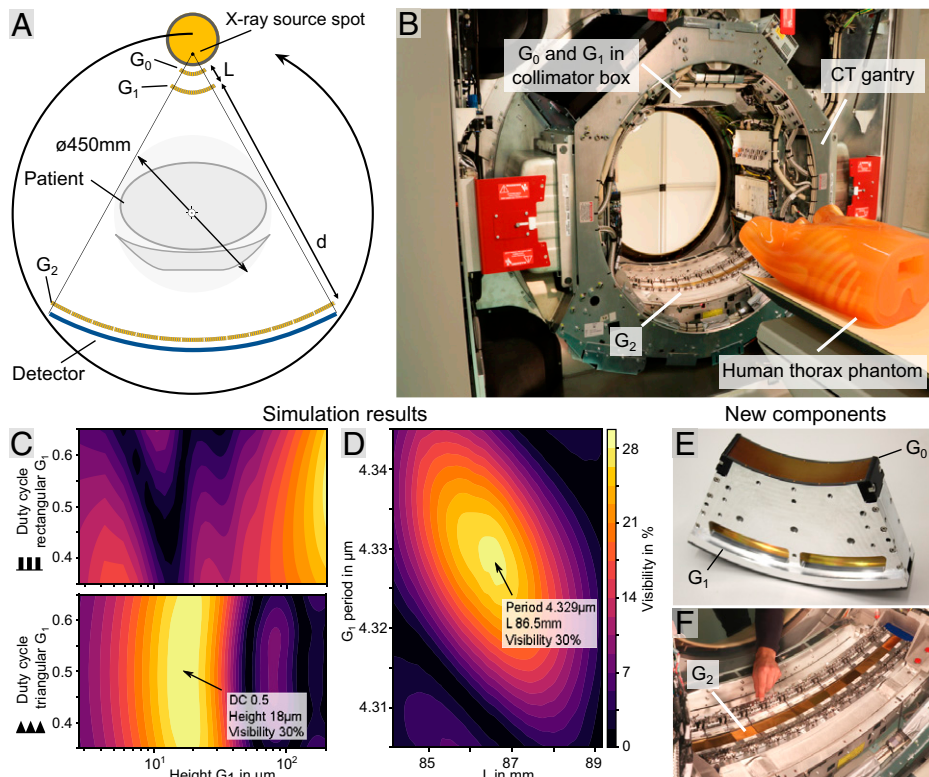 A
X-ray source spot
G0
L
G1
ø450mm
Patient
d
G2
Detector
B
G0 and G1 in
collimator box
CT gantry
G2
Human thorax phantom
Simulation results
New components
C
0.6
0.5
0.4
Duty cycle
rectangular G1
0.6
0.5
0.4
Duty cycle
triangular G1
DC 0.5
Height 18µm
Visibility 30%
10¹
10²
Height G1 in µm
D
4.34
4.33
4.32
4.31
G1 period in µm
Period 4.329µm
L 86.5mm
Visibility 30%
85
87
89
L in mm
28
21
14
7
0
Visibility in %
E
G0
G1
F
G2